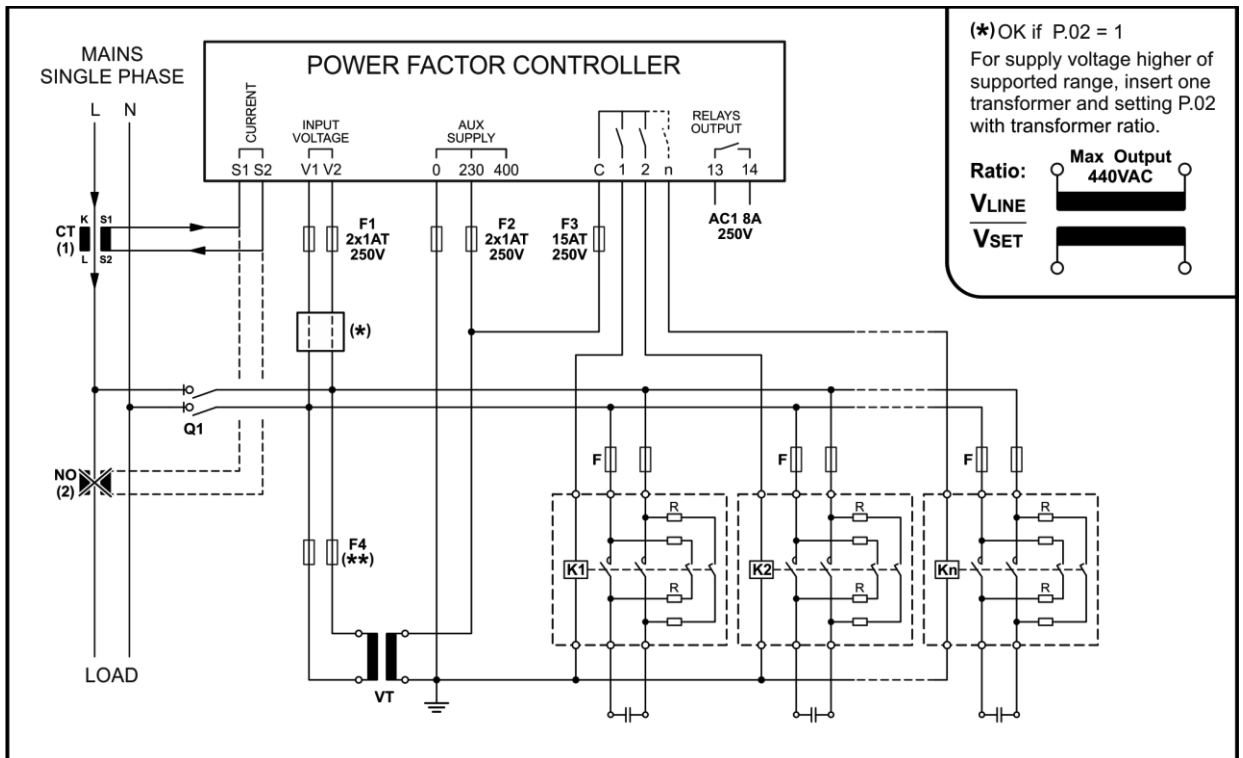 MAINS
SINGLE PHASE
L N
POWER FACTOR CONTROLLER
CURRENT
INPUT
VOLTAGE
AUX
SUPPLY
RELAYS
OUTPUT
S1 S2 V1 V2 0 230 400 C 1 2 n 13 14
(*) OK if P.02 = 1
For supply voltage higher of
supported range, insert one
transformer and setting P.02
with transformer ratio.
Ratio:
Max Output
440VAC
VLINE
VSET
CT
(1)
K S1
L S2
F1
2x1AT
250V
F2
2x1AT
250V
F3
15AT
250V
AC1 8A
250V
(*)
Q1
NO
(2)
F4
(**)
VT
LOAD
F
R
K1
R
F
R
K2
R
F
R
Kn
R